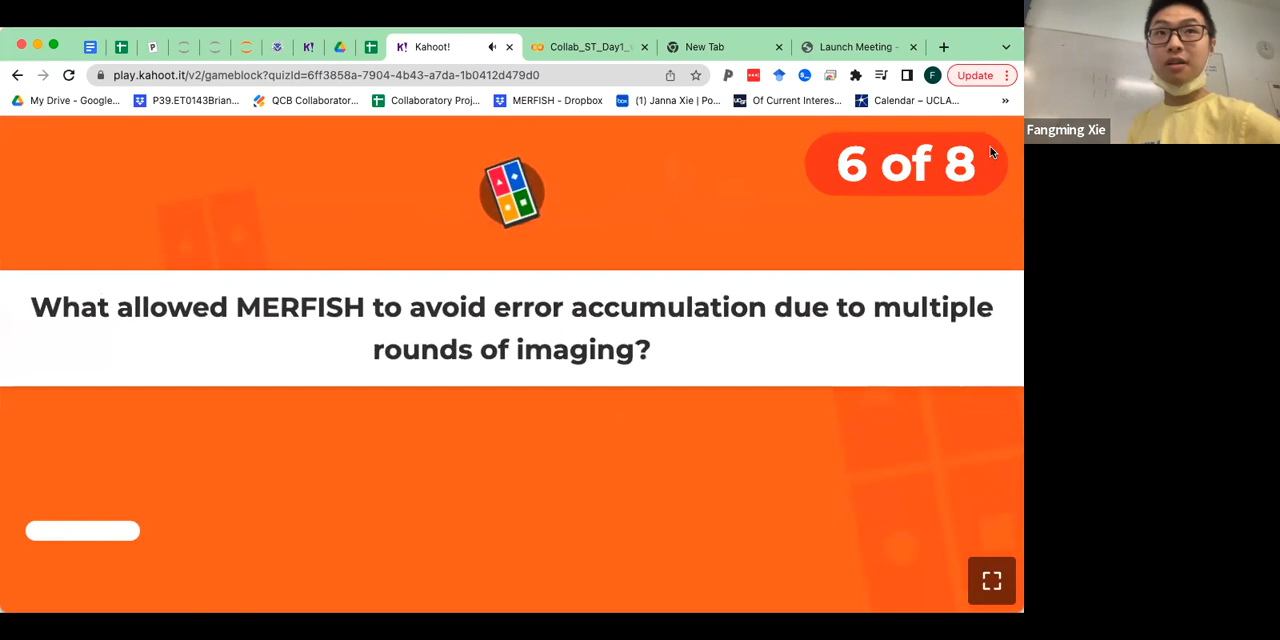 Kahoot!
Collab_ST_Day1_
New Tab
Launch Meeting -
play.kahoot.it/v2/gameblock?quizId=6ff3858a-7904-4b43-a7da-1b0412d479d0
Update
My Drive - Google...
P39.ET0143Brian...
QCB Collaborator...
Collaboratory Proj...
MERFISH - Dropbox
(1) Janna Xie | Po...
Of Current Interes...
Calendar – UCLA...
6 of 8
What allowed MERFISH to avoid error accumulation due to multiple
rounds of imaging?
Fangming Xie